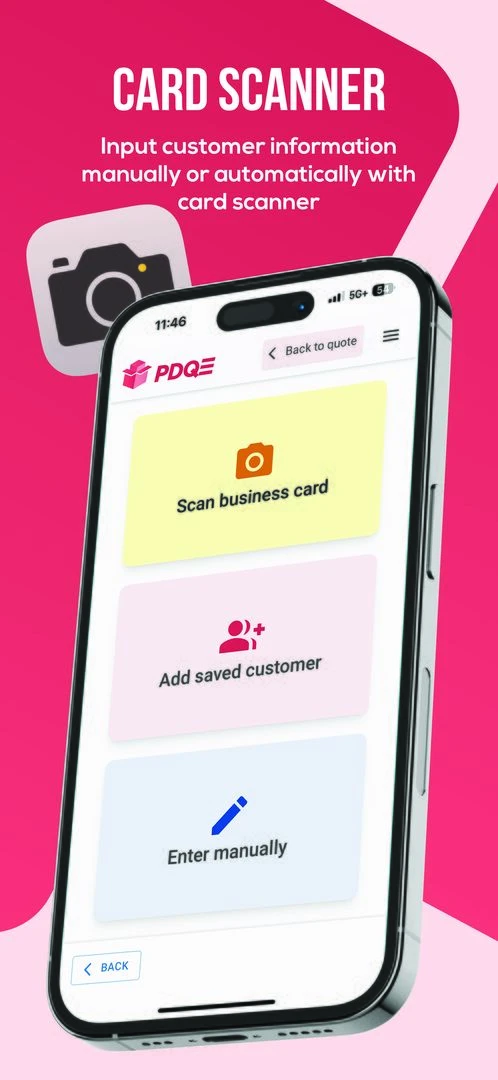 CARD SCANNER
Input customer information
manually or automatically with
card scanner
11:46
5G+ 54
PDQE
Back to quote
Scan business card
Add saved customer
Enter manually
BACK